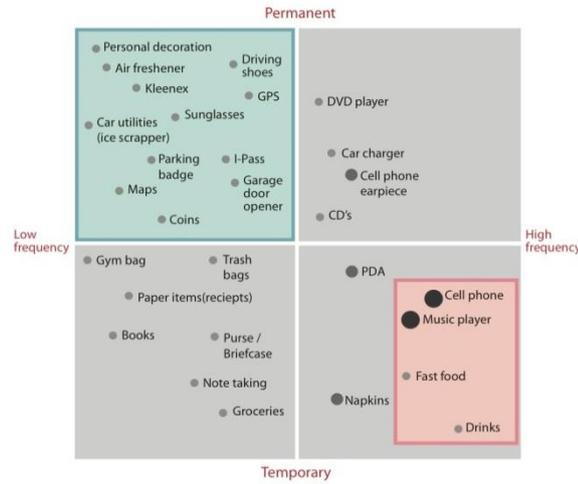 Permanent
Personal decoration
Air freshener
Kleenex
Driving
shoes
GPS
Sunglasses
Car utilities
(ice scrapper)
Parking
badge
I-Pass
Maps
Garage
door
opener
Coins
DVD player
Car charger
Cell phone
earpiece
CD's
Low
frequency
High
frequency
Gym bag
Trash
bags
Paper items(reciepts)
Books
Purse /
Briefcase
Note taking
Groceries
PDA
Cell phone
Music player
Fast food
Napkins
Drinks
Temporary